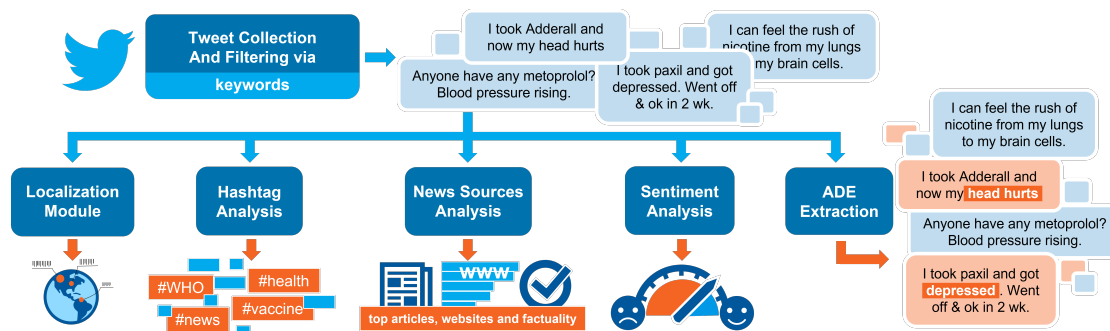 Tweet Collection
And Filtering via
keywords
I took Adderall and
now my head hurts
I can feel the rush of
nicotine from my lungs
my brain cells.
Anyone have any metoprolol?
Blood pressure rising.
I took paxil and got
depressed. Went off
& ok in 2 wk.
Localization
Module
Hashtag
Analysis
News Sources
Analysis
Sentiment
Analysis
ADE
Extraction
#WHO
#health
#vaccine
#news
WWW
top articles, websites and factuality
I can feel the rush of
nicotine from my lungs
to my brain cells.
I took Adderall and
now my head hurts
Anyone have any metoprolol?
Blood pressure rising.
I took paxil and got
depressed. Went
off & ok in 2 wk.